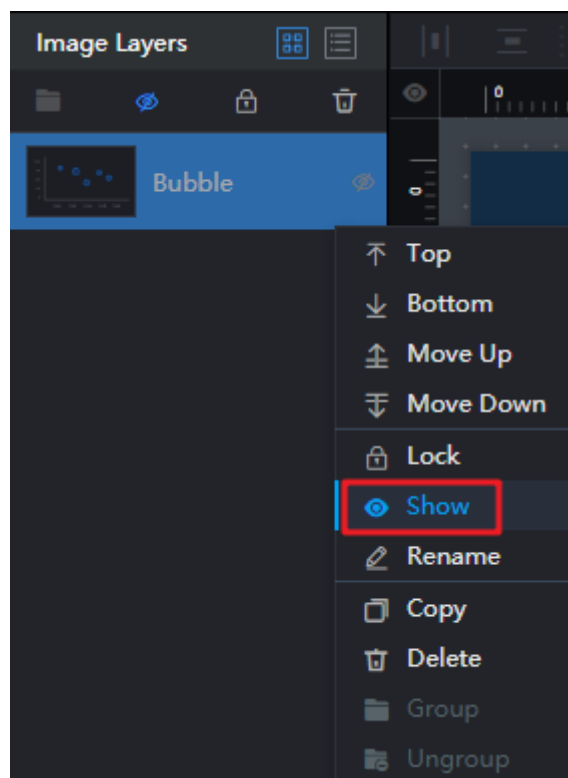 Image Layers
0
Bubble
0
Top
Bottom
Move Up
Move Down
Lock
Show
Rename
Copy
Delete
Group
Ungroup